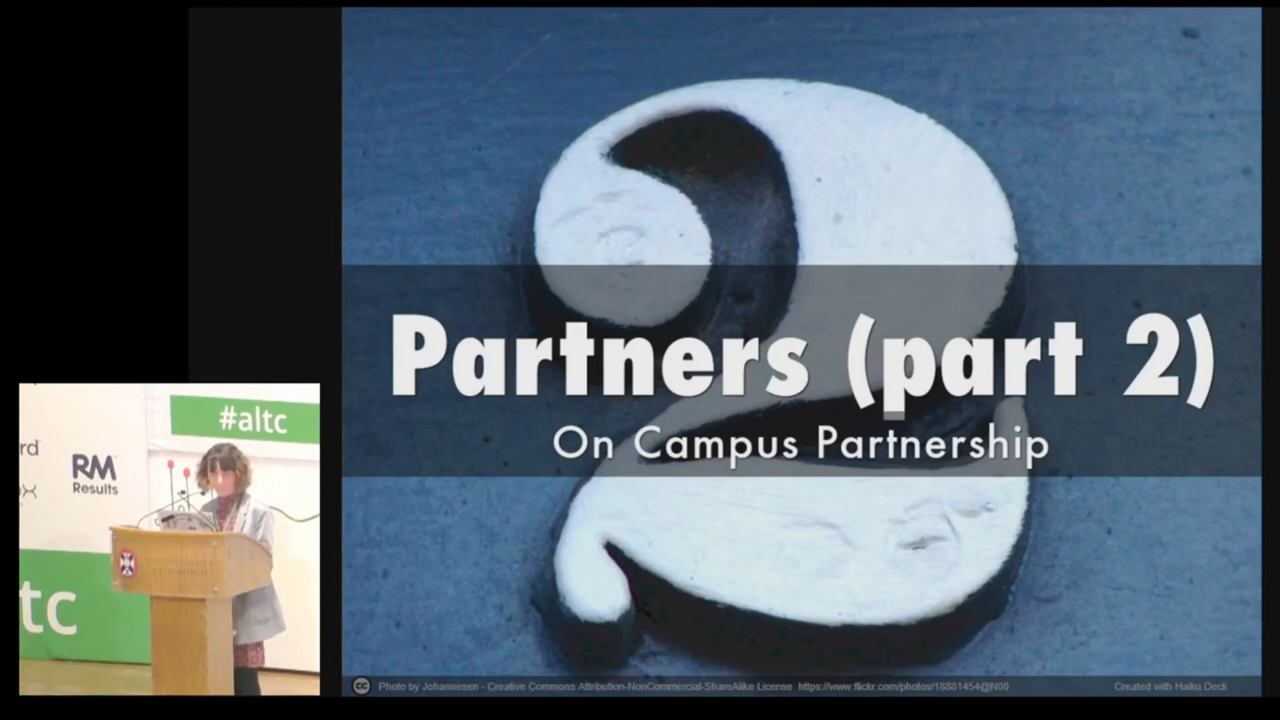 Partners (part 2)
On Campus Partnership
#altc
rd
RM
Results
tc
Photo by Johannesen - Creative Commons Attribution-NonCommercial-ShareAlike License https://www.flickr.com/photos/18881454@N00
Created with Haiku Deck